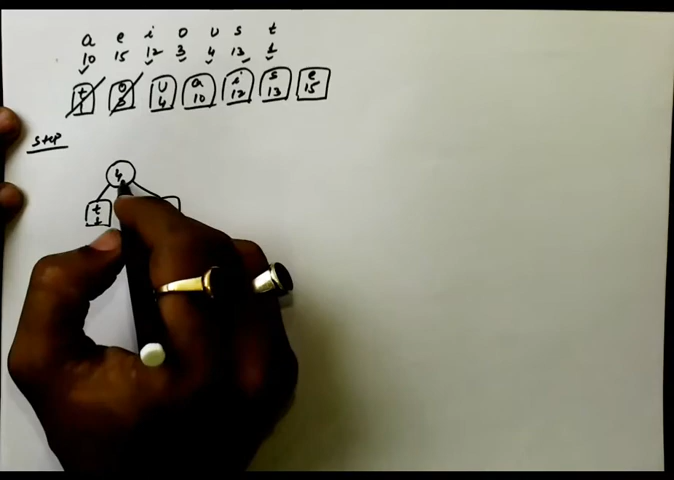 a e i o u s t
10 15 12 3 4 13 1
t o u a i s e
1 3 4 10 12 13 15
step
4
t
1